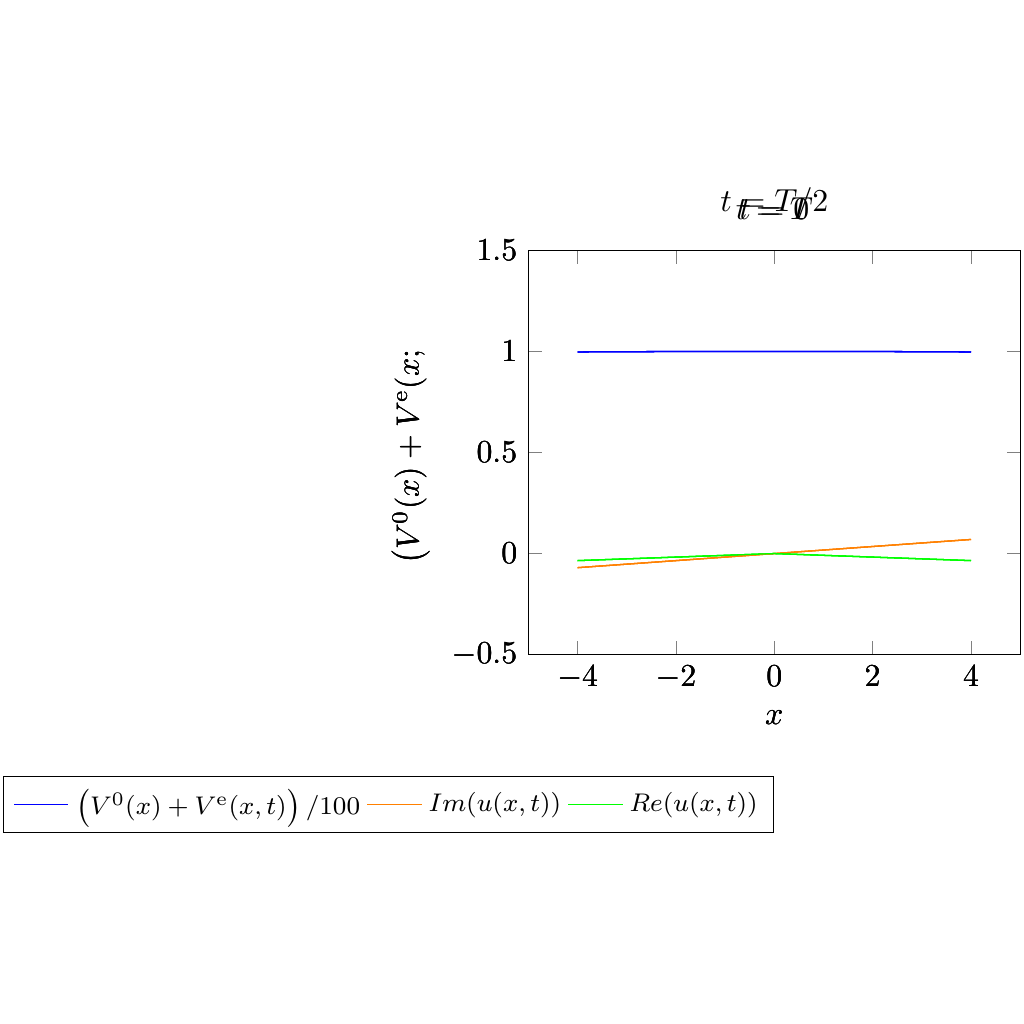 t = T/2
t = 0
t = T
1.5
1
0.5
0
−0.5
(V⁰(x) + Vᵉ(x;
−4 −2 0 2 4
x
(V⁰(x) + Vᵉ(x, t)) /100 Im(u(x, t)) Re(u(x, t))